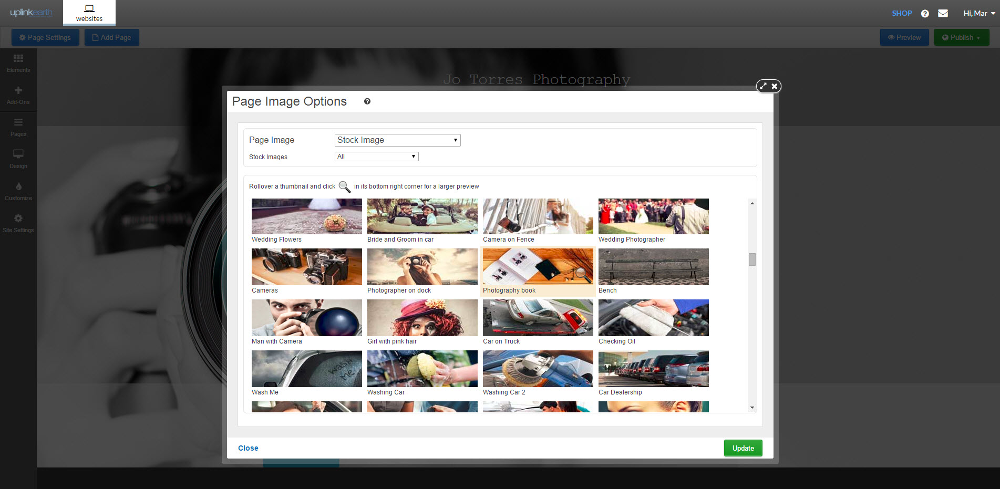 uplinkearth
websites
SHOP
Hi, Mar
Page Settings
Add Page
Preview
Publish
Elements
Add-Ons
Pages
Design
Customize
Site Settings
Jo Torres Photography
Page Image Options
Page Image
Stock Image
Stock Images
All
Rollover a thumbnail and click in its bottom right corner for a larger preview
Wedding Flowers
Bride and Groom in car
Camera on Fence
Wedding Photographer
Cameras
Photographer on dock
Photography book
Bench
Man with Camera
Girl with pink hair
Car on Truck
Checking Oil
WASH
ME
Wash Me
Washing Car
Washing Car 2
Car Dealership
Close
Update